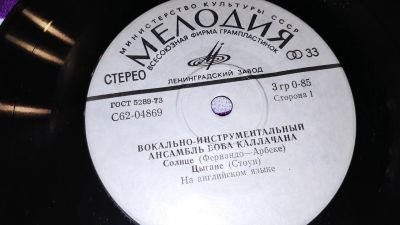 МИНИСТЕРСТВО КУЛЬТУРЫ СССР
МЕЛОДИЯ
ВСЕСОЮЗНАЯ ФИРМА ГРАМПЛАСТИНОК
СТЕРЕО
33
ЛЕНИНГРАДСКИЙ ЗАВОД
ГОСТ 5289-73
3 гр 0-85
С62-04869
Сторона 1
ВОКАЛЬНО-ИНСТРУМЕНТАЛЬНЫЙ
АНСАМБЛЬ БОБА КАЛЛАЧАНА
Солнце (Фернандо—Арбеке)
Цыгане (Стоун)
На английском языке